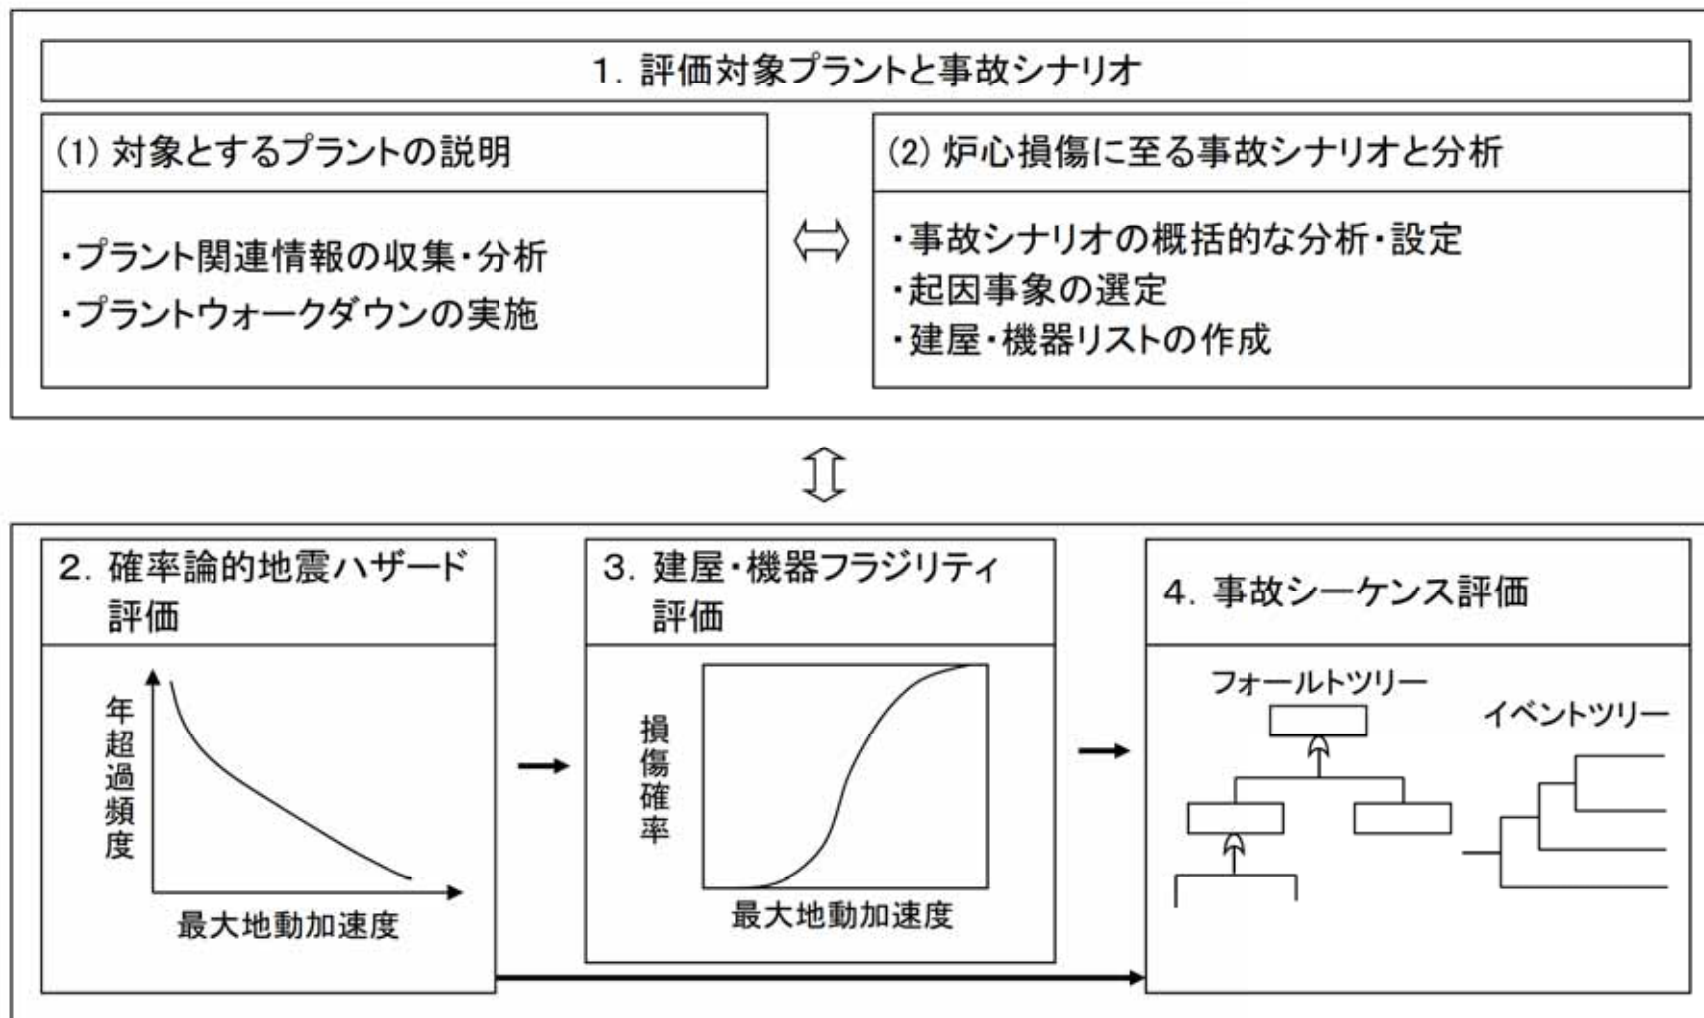 1. 評価対象プラントと事故シナリオ
(1) 対象とするプラントの説明
・プラント関連情報の収集・分析
・プラントウォークダウンの実施
(2) 炉心損傷に至る事故シナリオと分析
・事故シナリオの概括的な分析・設定
・起因事象の選定
・建屋・機器リストの作成
2. 確率論的地震ハザード
評価
年超過頻度
最大地動加速度
3. 建屋・機器フラジリティ
評価
損傷確率
最大地動加速度
4. 事故シーケンス評価
フォールトツリー
イベントツリー